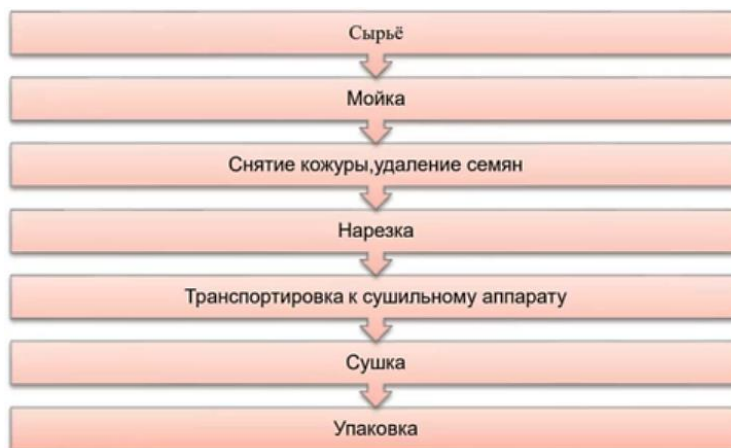 Сырьё
Мойка
Снятие кожуры,удаление семян
Нарезка
Транспортировка к сушильному аппарату
Сушка
Упаковка